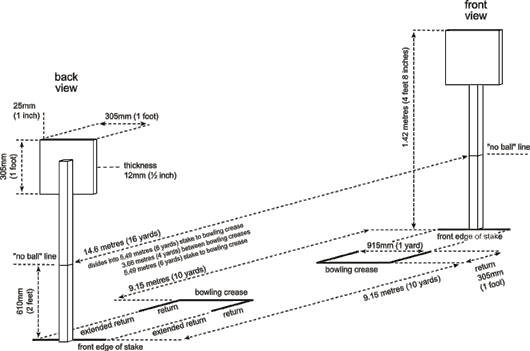 front
view
back
view
25mm
(1 inch)
305mm (1 foot)
305mm
(1 foot)
thickness
12mm (½ inch)
1.42 metres (4 feet 8 inches)
"no ball" line
14.6 metres (16 yards)
divides into 5.49 metres (6 yards) stake to bowling crease
3.66 metres (4 yards) between bowling creases
5.49 metres (6 yards) stake to bowling crease
"no ball" line
610mm
(2 feet)
9.15 metres (10 yards)
front edge of stake
915mm (1 yard)
bowling crease
return
305mm
(1 foot)
9.15 metres (10 yards)
bowling crease
extended return
return
extended return
return
front edge of stake